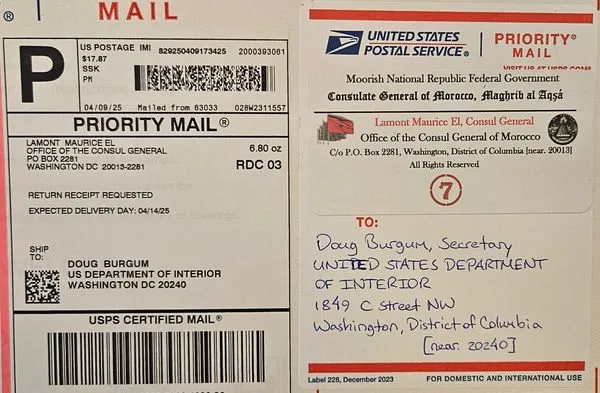 ® MAIL
P
US POSTAGE IMI 829250409173425 2000393061
$17.87
SSK
PM
04/09/25 Mailed from 63033 026W2311557
PRIORITY MAIL®
LAMONT MAURICE EL
OFFICE OF THE CONSUL GENERAL
PO BOX 2281
WASHINGTON DC 20013-2281
6.80 oz
RDC 03
RETURN RECEIPT REQUESTED
EXPECTED DELIVERY DAY: 04/14/25
SHIP
TO:
DOUG BURGUM
US DEPARTMENT OF INTERIOR
WASHINGTON DC 20240
USPS CERTIFIED MAIL®
UNITED STATES
POSTAL SERVICE®
PRIORITY®
MAIL
Moorish National Republic Federal Government
Consulate General of Morocco, Maghrib al Aqsá
Lamont Maurice El, Consul General
Office of the Consul General of Morocco
C/o P.O. Box 2281, Washington, District of Columbia [near. 20013]
All Rights Reserved
7
TO:
Doug Burgum, Secretary
UNITED STATES DEPARTMENT
OF INTERIOR
1849 C Street NW
Washington, District of Columbia
[near. 20240]
Label 228, December 2023 FOR DOMESTIC AND INTERNATIONAL USE